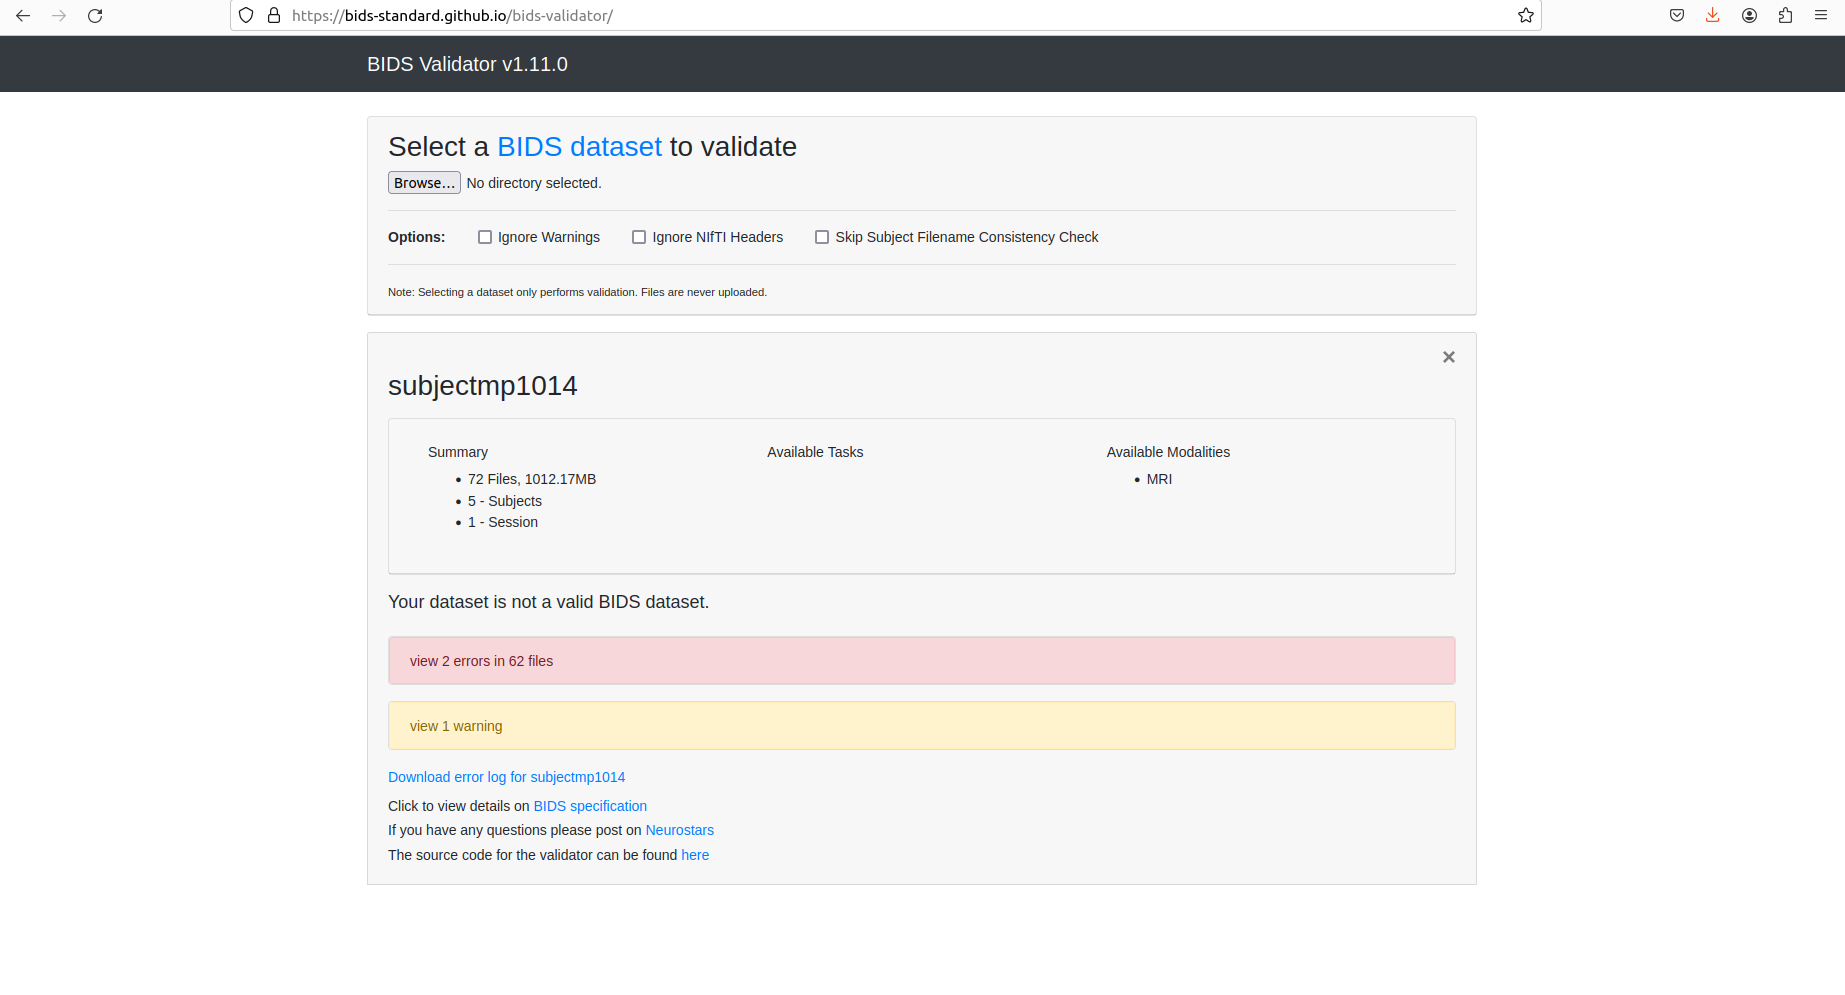 https://bids-standard.github.io/bids-validator/
BIDS Validator v1.11.0
Select a BIDS dataset to validate
Browse... No directory selected.
Options: Ignore Warnings Ignore NIfTI Headers Skip Subject Filename Consistency Check
Note: Selecting a dataset only performs validation. Files are never uploaded.
×
subjectmp1014
Summary Available Tasks Available Modalities
• 72 Files, 1012.17MB • MRI
• 5 - Subjects
• 1 - Session
Your dataset is not a valid BIDS dataset.
view 2 errors in 62 files
view 1 warning
Download error log for subjectmp1014
Click to view details on BIDS specification
If you have any questions please post on Neurostars
The source code for the validator can be found here